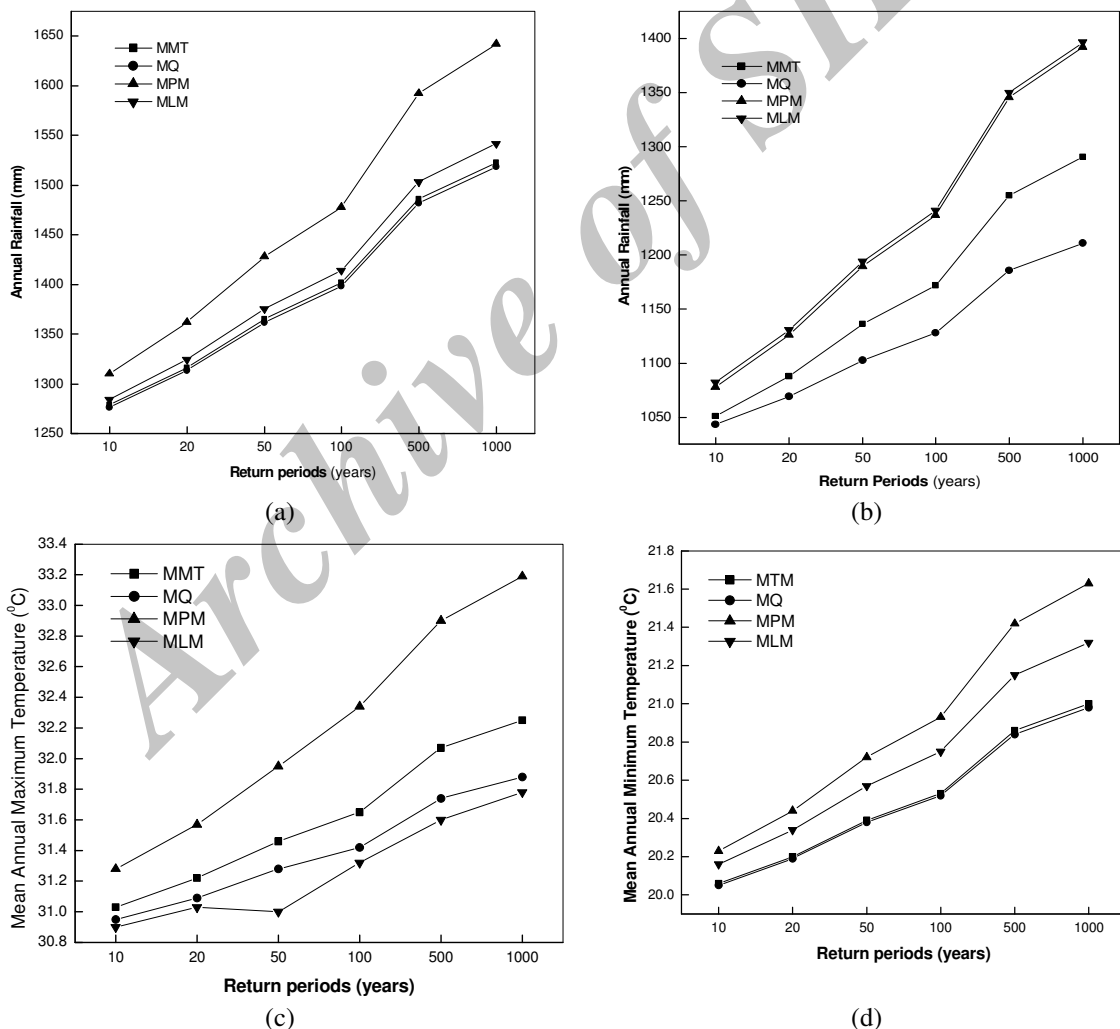 Archive of SI
1650
1600
1550
1500
1450
1400
1350
1300
1250
Annual Rainfall (mm)
MMT
MQ
MPM
MLM
10 20 50 100 500 1000
Return periods (years)
(a)
1400
1350
1300
1250
1200
1150
1100
1050
Annual Rainfall (mm)
MMT
MQ
MPM
MLM
10 20 50 100 500 1000
Return Periods (years)
(b)
33.4
33.2
33.0
32.8
32.6
32.4
32.2
32.0
31.8
31.6
31.4
31.2
31.0
30.8
Mean Annual Maximum Temperature (⁰C)
MMT
MQ
MPM
MLM
10 20 50 100 500 1000
Return periods (years)
(c)
21.8
21.6
21.4
21.2
21.0
20.8
20.6
20.4
20.2
20.0
Mean Annual Minimum Temperature (⁰C)
MTM
MQ
MPM
MLM
10 20 50 100 500 1000
Return periods (years)
(d)